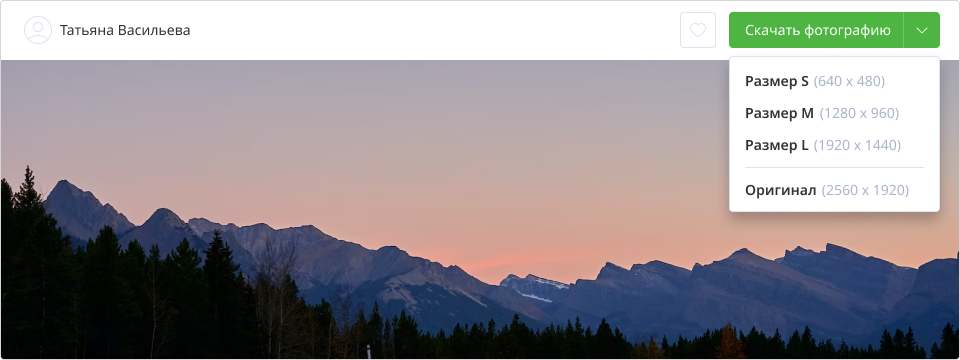 Татьяна Васильева
Скачать фотографию
Размер S (640 x 480)
Размер M (1280 x 960)
Размер L (1920 x 1440)
Оригинал (2560 x 1920)